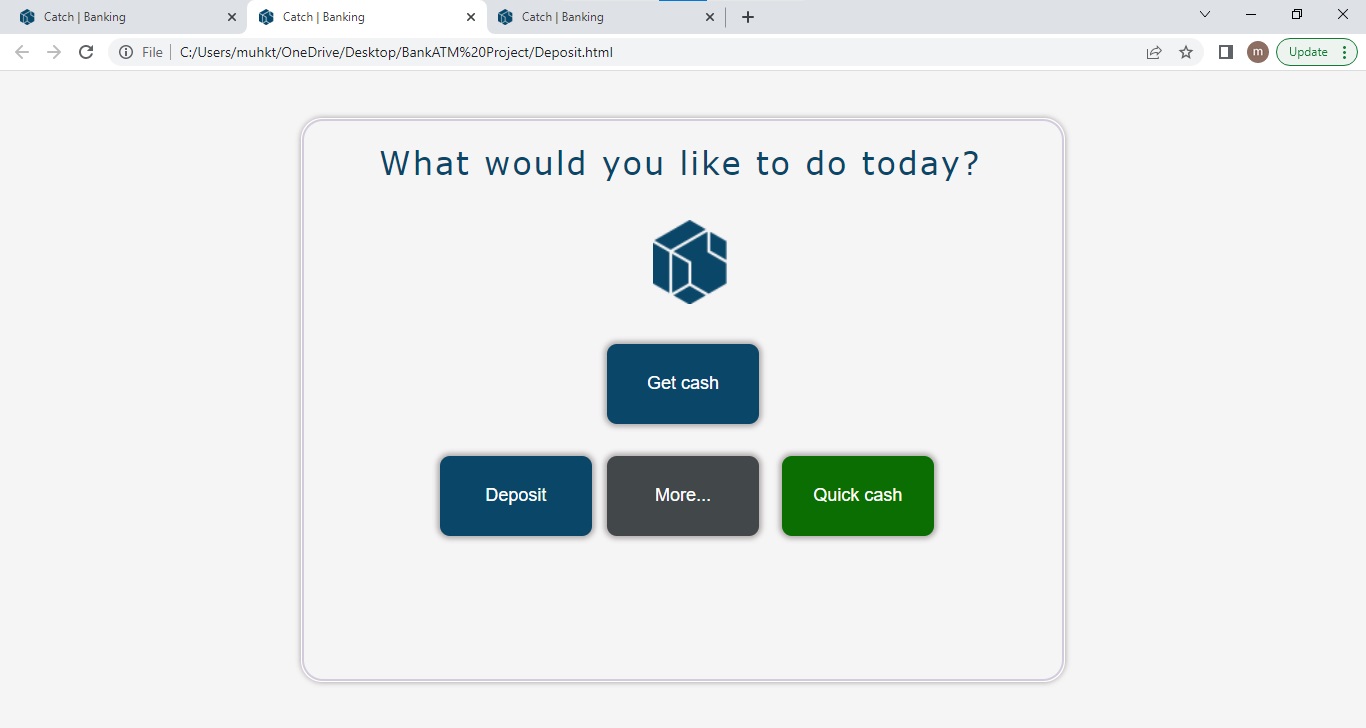 Catch | Banking
Catch | Banking
Catch | Banking
File
C:/Users/muhkt/OneDrive/Desktop/BankATM%20Project/Deposit.html
m
Update
What would you like to do today?
Get cash
Deposit
More...
Quick cash